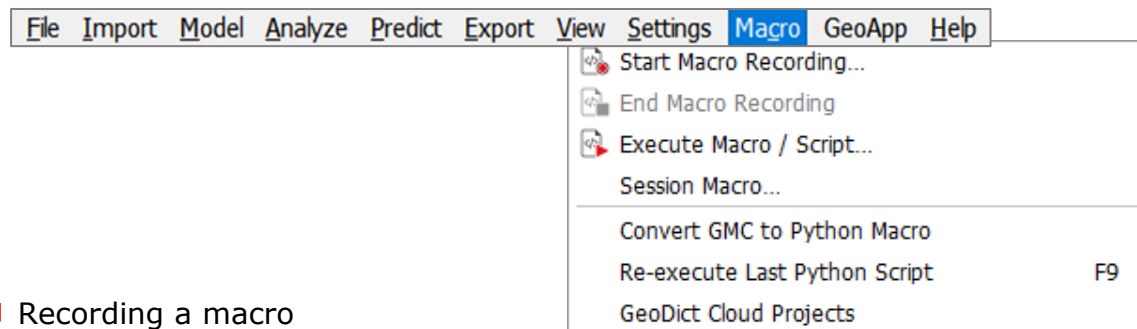 File Import Model Analyze Predict Export View Settings Macro GeoApp Help
Start Macro Recording...
End Macro Recording
Execute Macro / Script...
Session Macro...
Convert GMC to Python Macro
Re-execute Last Python Script F9
GeoDict Cloud Projects
Recording a macro